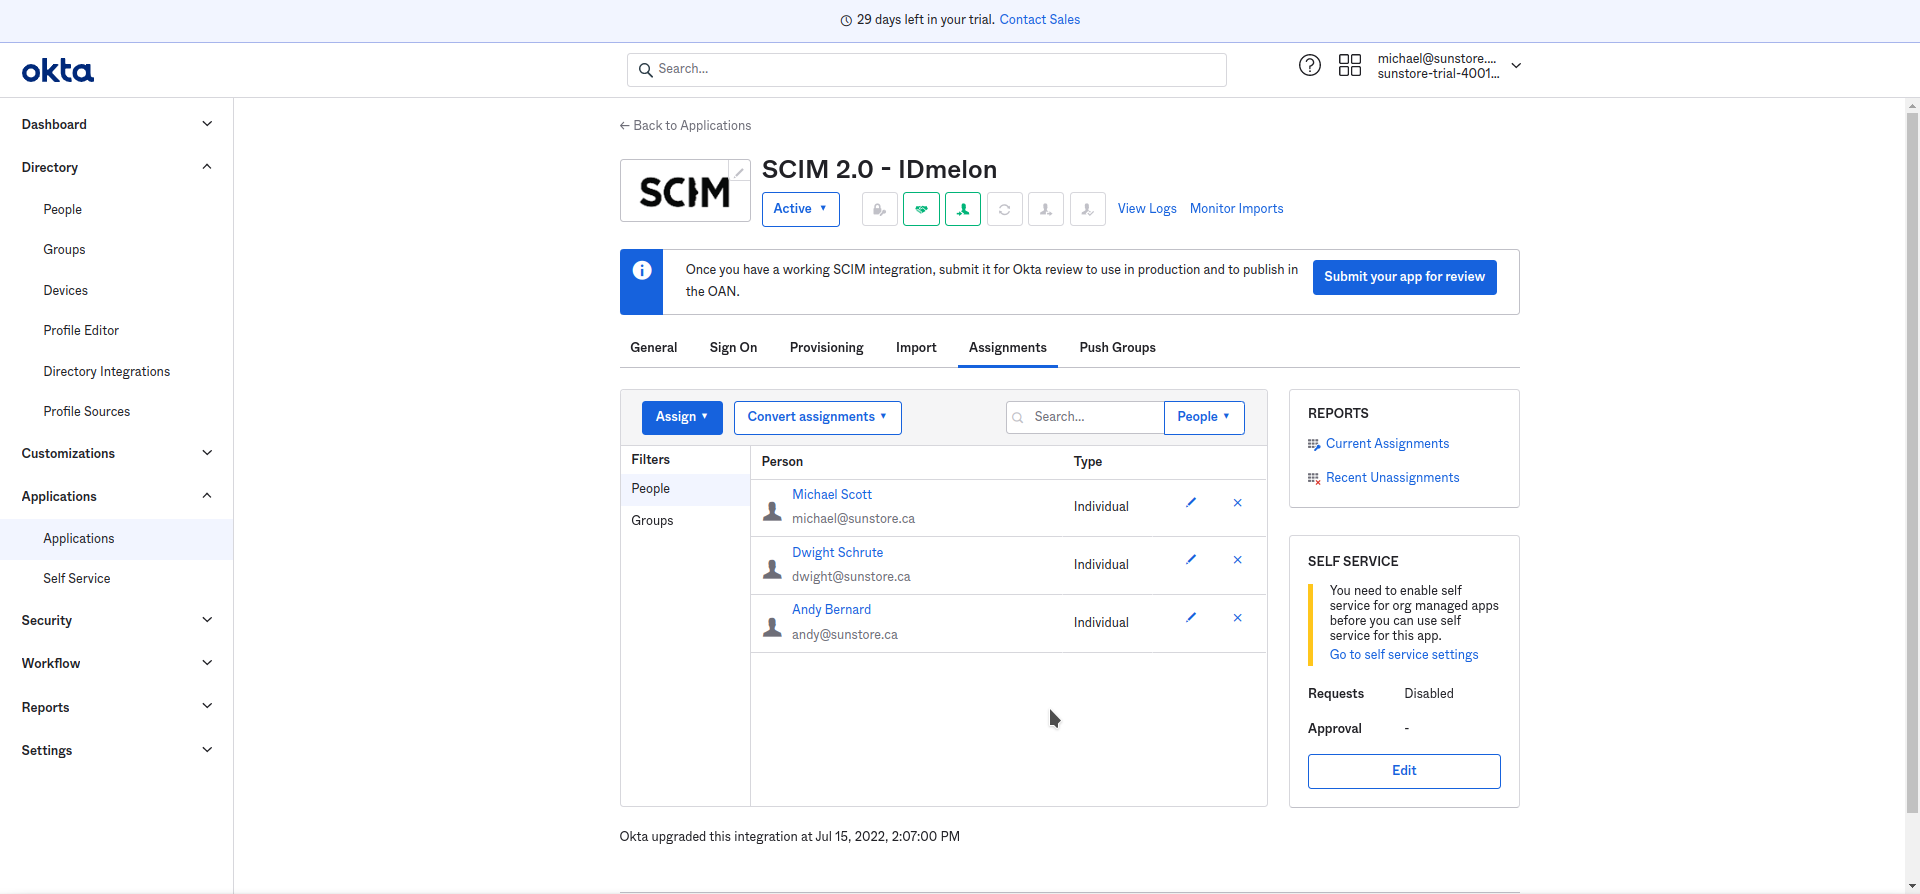 29 days left in your trial. Contact Sales
okta
Search...
michael@sunstore....
sunstore-trial-4001...
Dashboard
Directory
People
Groups
Devices
Profile Editor
Directory Integrations
Profile Sources
Customizations
Applications
Applications
Self Service
Security
Workflow
Reports
Settings
← Back to Applications
SCIM
SCIM 2.0 - IDmelon
Active
View Logs
Monitor Imports
Once you have a working SCIM integration, submit it for Okta review to use in production and to publish in
the OAN.
Submit your app for review
General
Sign On
Provisioning
Import
Assignments
Push Groups
Assign
Convert assignments
Search...
People
Filters
People
Groups
Person
Type
Michael Scott
michael@sunstore.ca
Individual
Dwight Schrute
dwight@sunstore.ca
Individual
Andy Bernard
andy@sunstore.ca
Individual
REPORTS
Current Assignments
Recent Unassignments
SELF SERVICE
You need to enable self
service for org managed apps
before you can use self
service for this app.
Go to self service settings
Requests Disabled
Approval -
Edit
Okta upgraded this integration at Jul 15, 2022, 2:07:00 PM